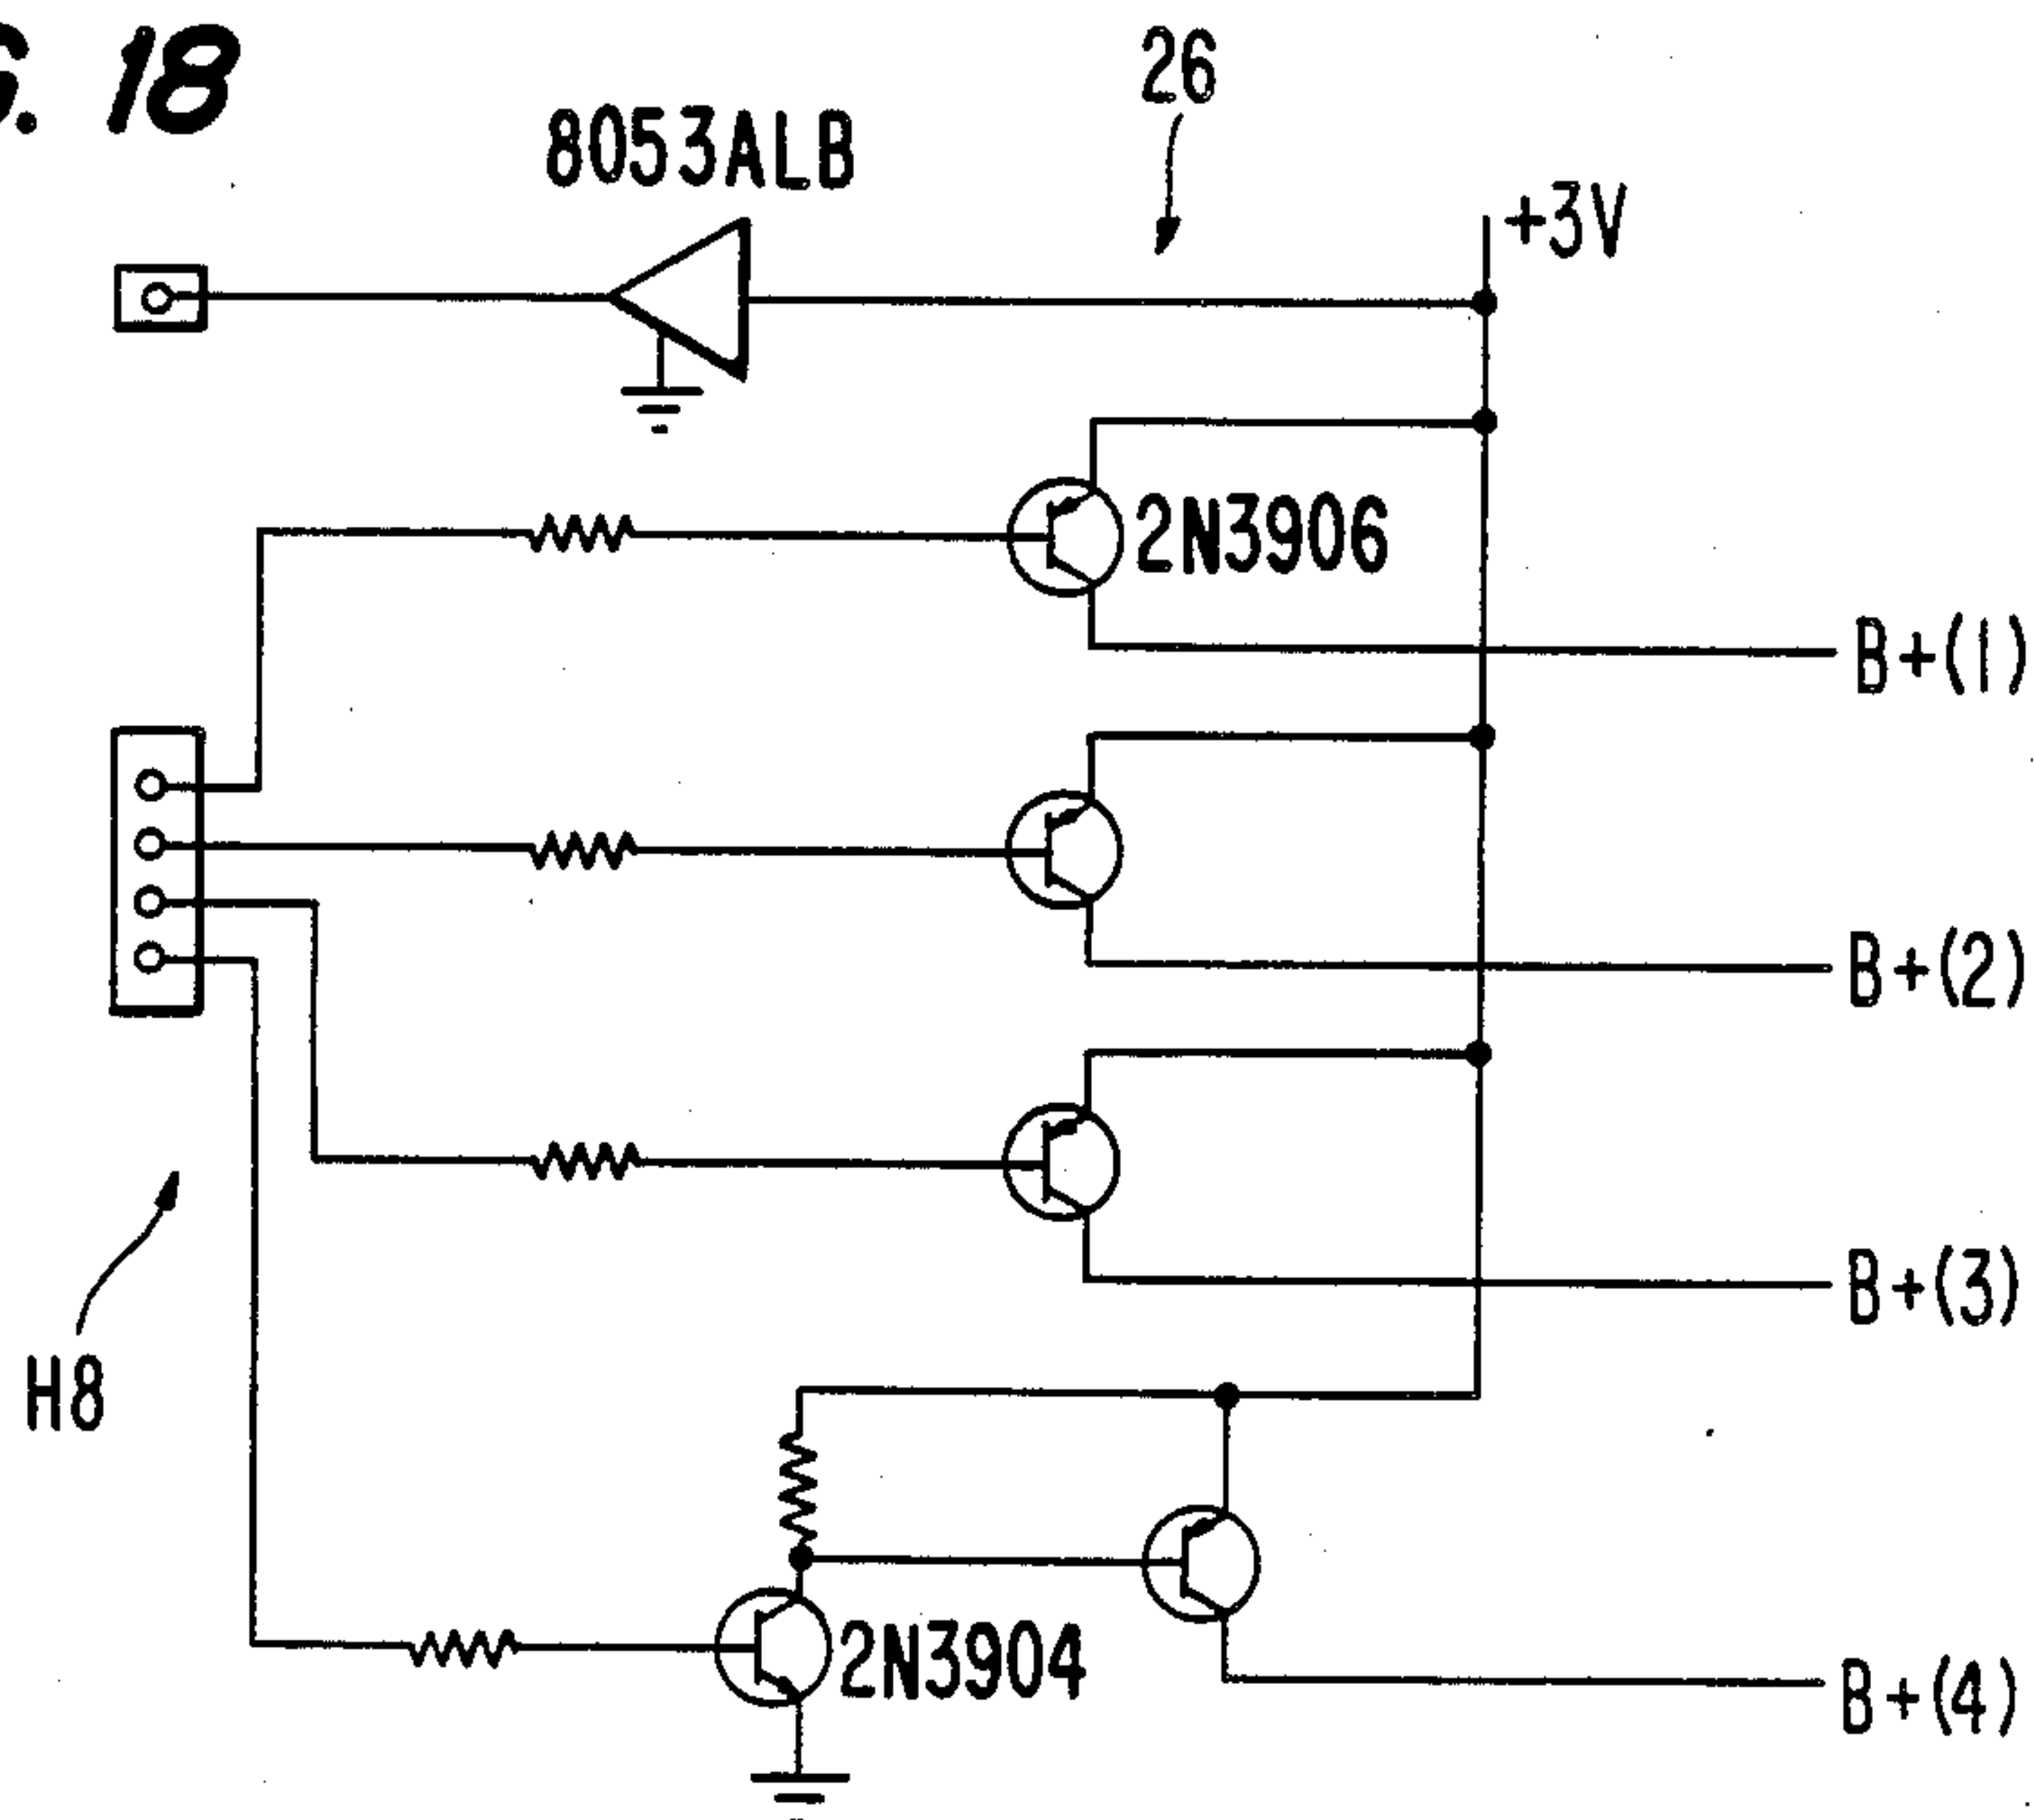 G. 18
26
8053ALB
+3V
2N3906
B+(1)
B+(2)
B+(3)
H8
2N3904
B+(4)